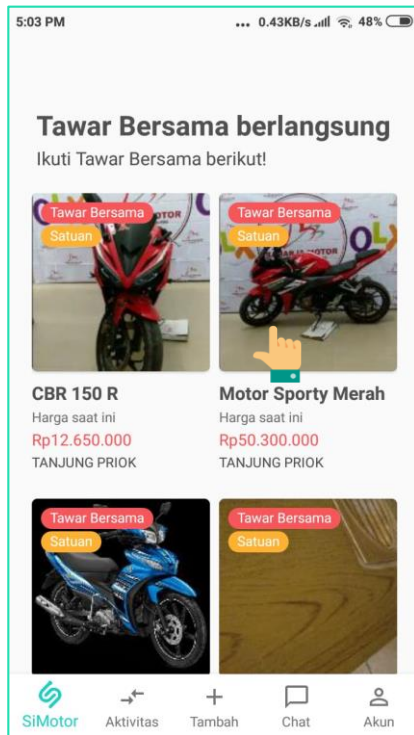 5:03 PM
... 0.43KB/s 48%
Tawar Bersama berlangsung
Ikuti Tawar Bersama berikut!
Tawar Bersama
Satuan
MOTOR
Tawar Bersama
Satuan
CBR 150 R
Harga saat ini
Rp12.650.000
TANJUNG PRIOK
Motor Sporty Merah
Harga saat ini
Rp50.300.000
TANJUNG PRIOK
Tawar Bersama
Satuan
Tawar Bersama
Satuan
SiMotor
Aktivitas
Tambah
Chat
Akun